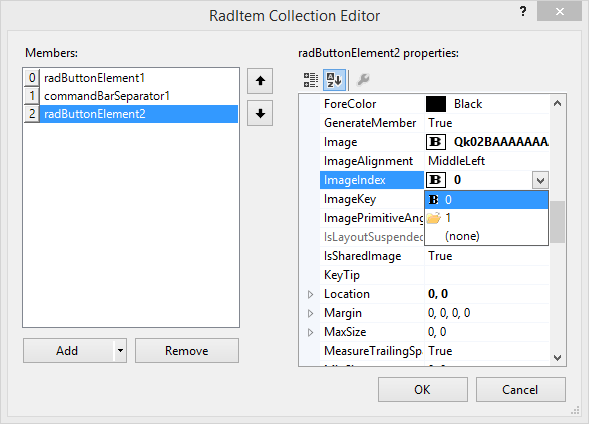 RadItem Collection Editor
?
Members:
0 radButtonElement1
1 commandBarSeparator1
2 radButtonElement2
Add
Remove
radButtonElement2 properties:
A Z
ForeColor Black
GenerateMember True
Image B Qk02BAAAAAAA
ImageAlignment MiddleLeft
ImageIndex B 0
ImageKey
B 0
ImagePrimitiveAng
1
IsLayoutSuspended
(none)
IsSharedImage True
KeyTip
Location 0, 0
Margin 0, 0, 0, 0
MaxSize 0, 0
MeasureTrailingSp True
OK
Cancel